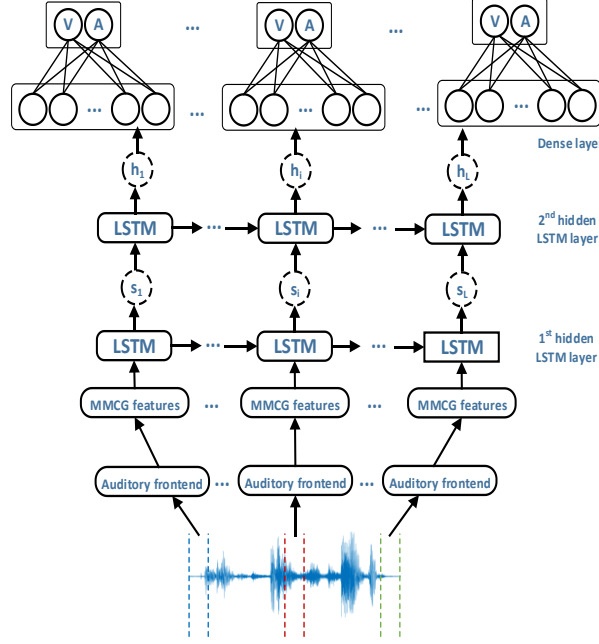 V A ... V A ... V A
... ... ... ... ...
Dense layer
h1 hi hL
LSTM ... LSTM ... LSTM
2nd hidden
LSTM layer
s1 si sL
LSTM ... LSTM ... LSTM
1st hidden
LSTM layer
MMCG features ... MMCG features ... MMCG features
Auditory frontend ... Auditory frontend ... Auditory frontend